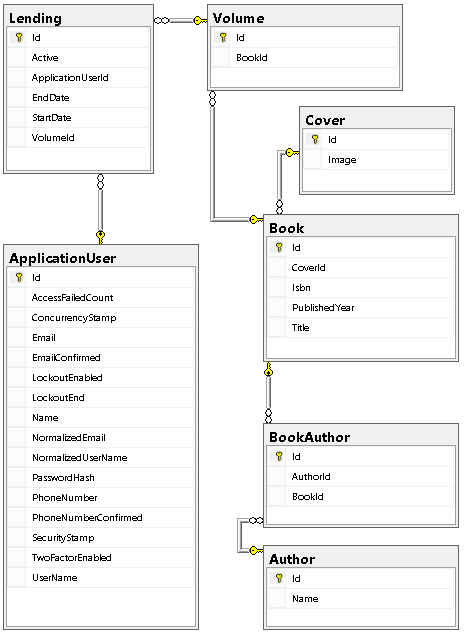 Lending
Id
Active
ApplicationUserId
EndDate
StartDate
VolumeId
Volume
Id
BookId
Cover
Id
Image
Book
Id
CoverId
Isbn
PublishedYear
Title
ApplicationUser
Id
AccessFailedCount
ConcurrencyStamp
Email
EmailConfirmed
LockoutEnabled
LockoutEnd
Name
NormalizedEmail
NormalizedUserName
PasswordHash
PhoneNumber
PhoneNumberConfirmed
SecurityStamp
TwoFactorEnabled
UserName
BookAuthor
Id
AuthorId
BookId
Author
Id
Name